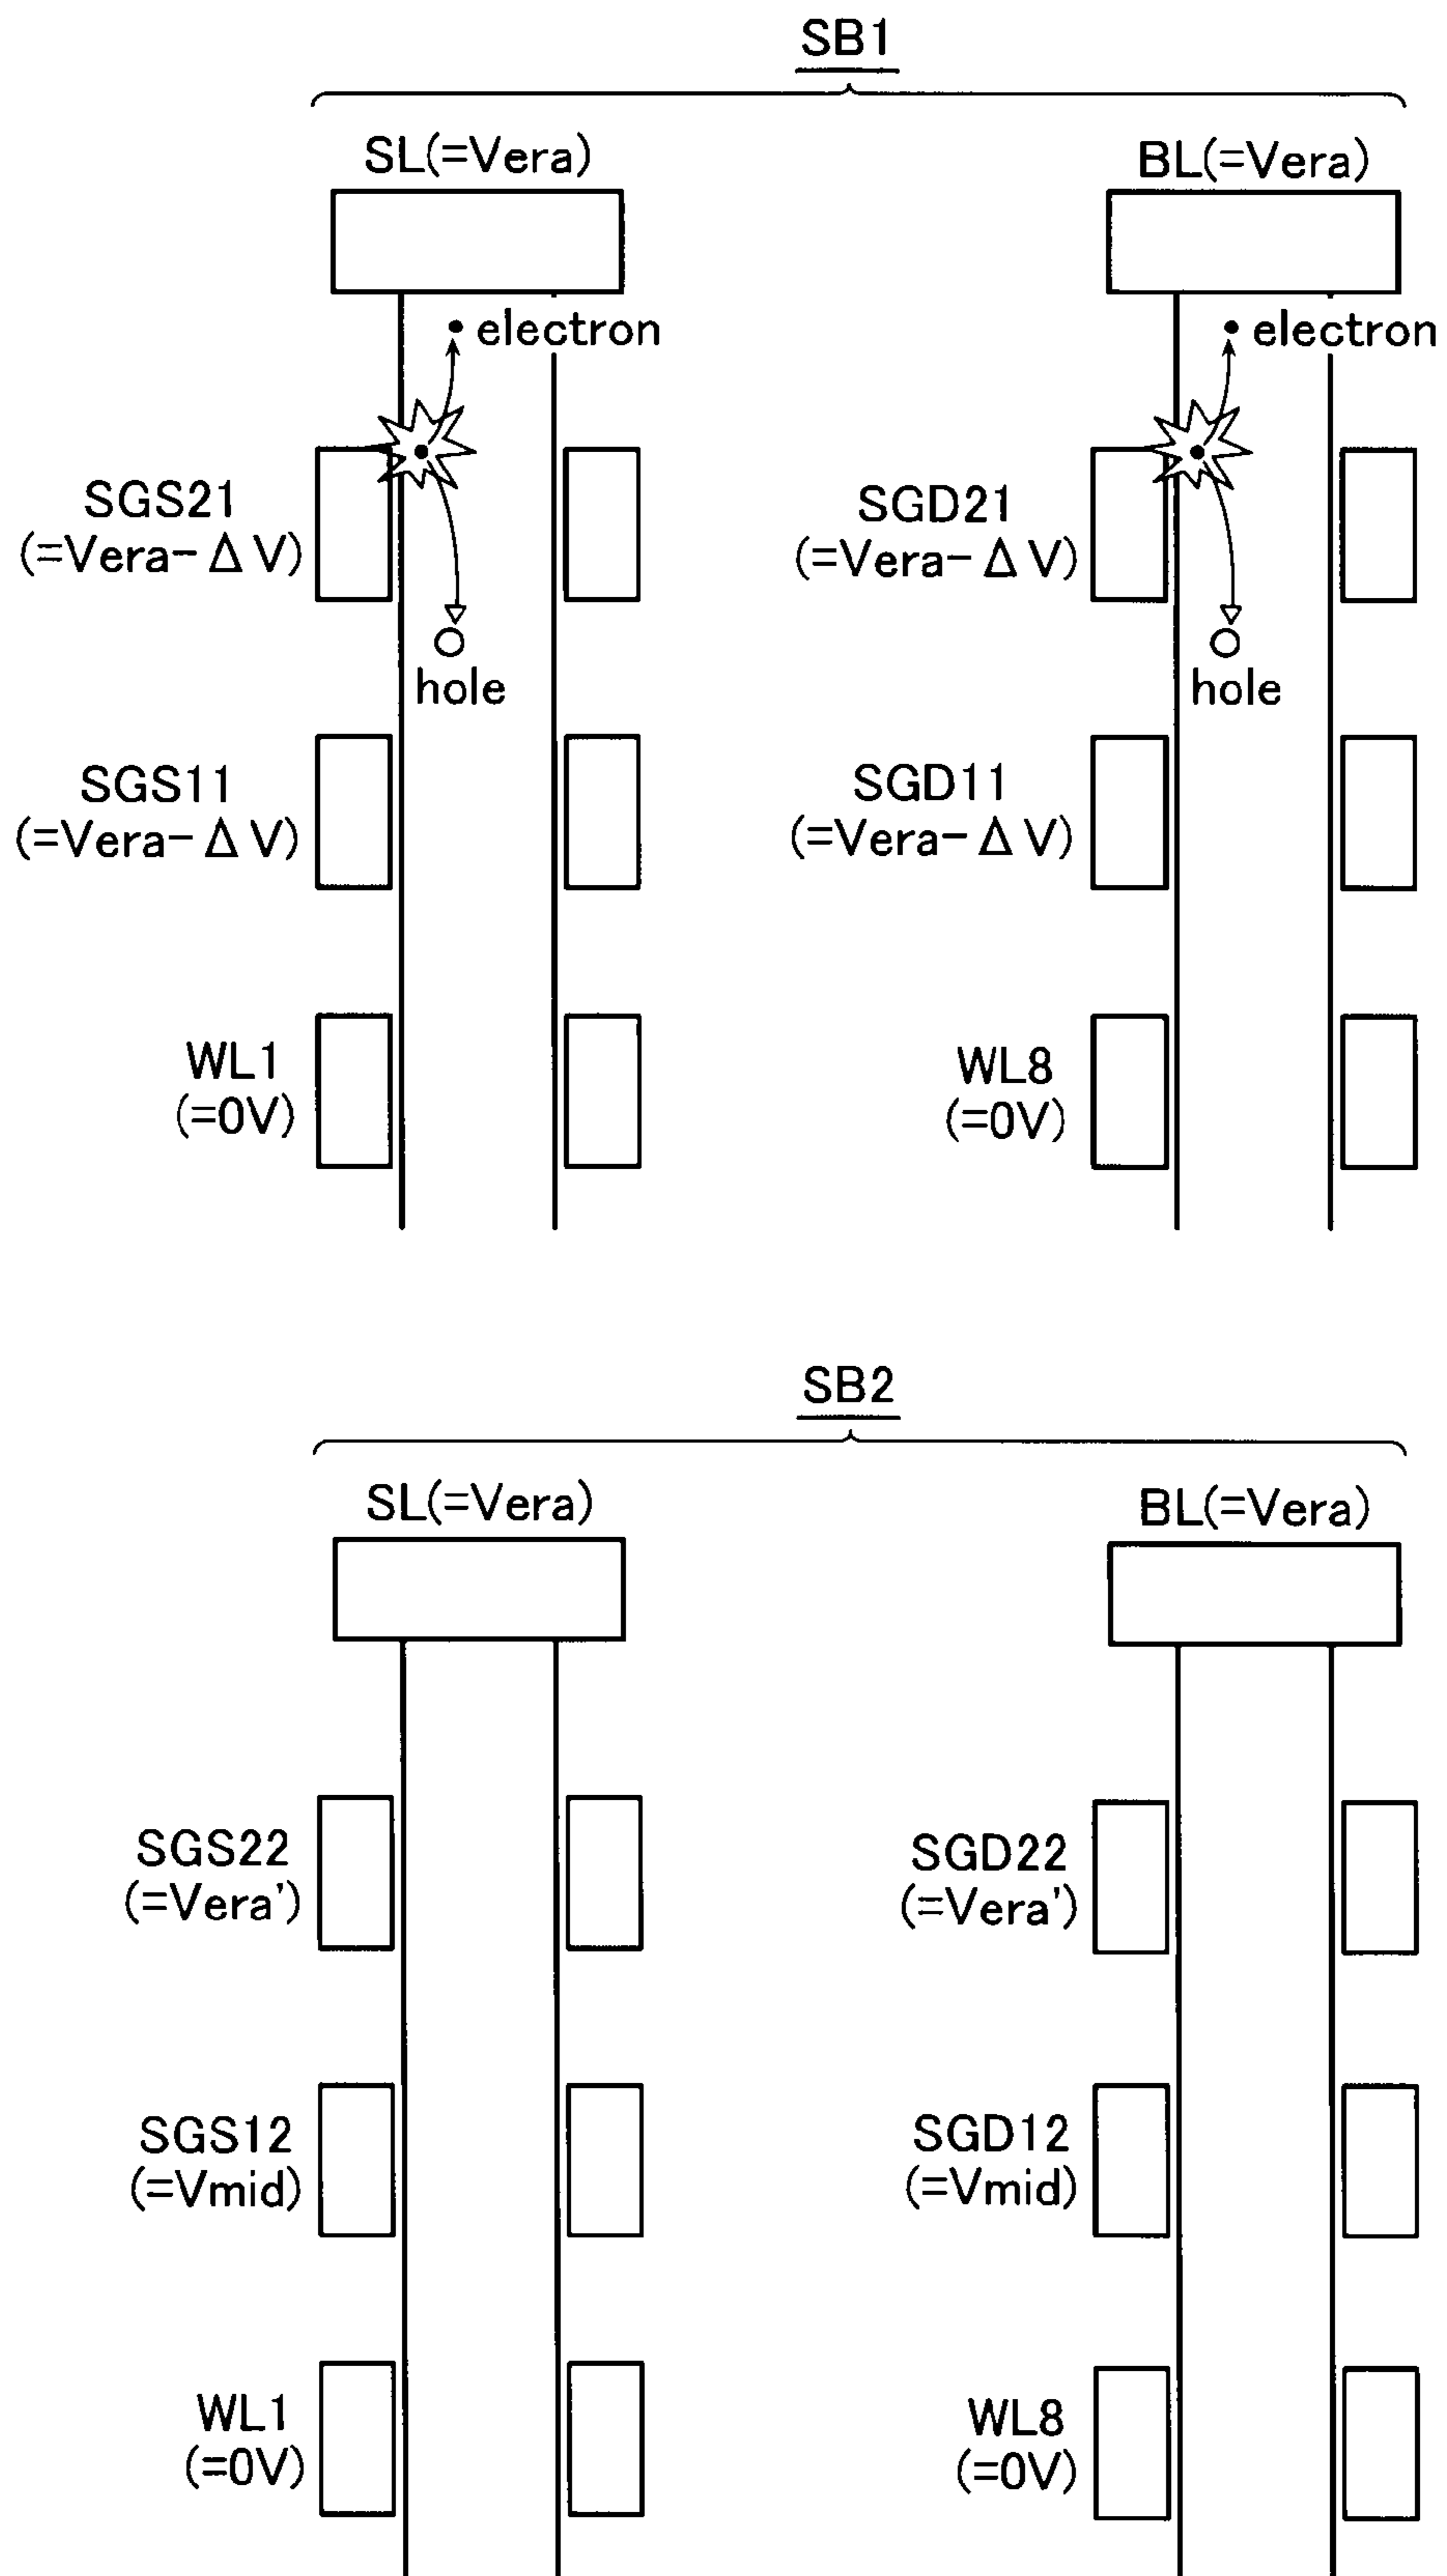 SB1
SL(=Vera)
BL(=Vera)
electron
electron
SGS21
(=Vera-ΔV)
SGD21
(=Vera-ΔV)
hole
hole
SGS11
(=Vera-ΔV)
SGD11
(=Vera-ΔV)
WL1
(=0V)
WL8
(=0V)
SB2
SL(=Vera)
BL(=Vera)
SGS22
(=Vera')
SGD22
(=Vera')
SGS12
(=Vmid)
SGD12
(=Vmid)
WL1
(=0V)
WL8
(=0V)